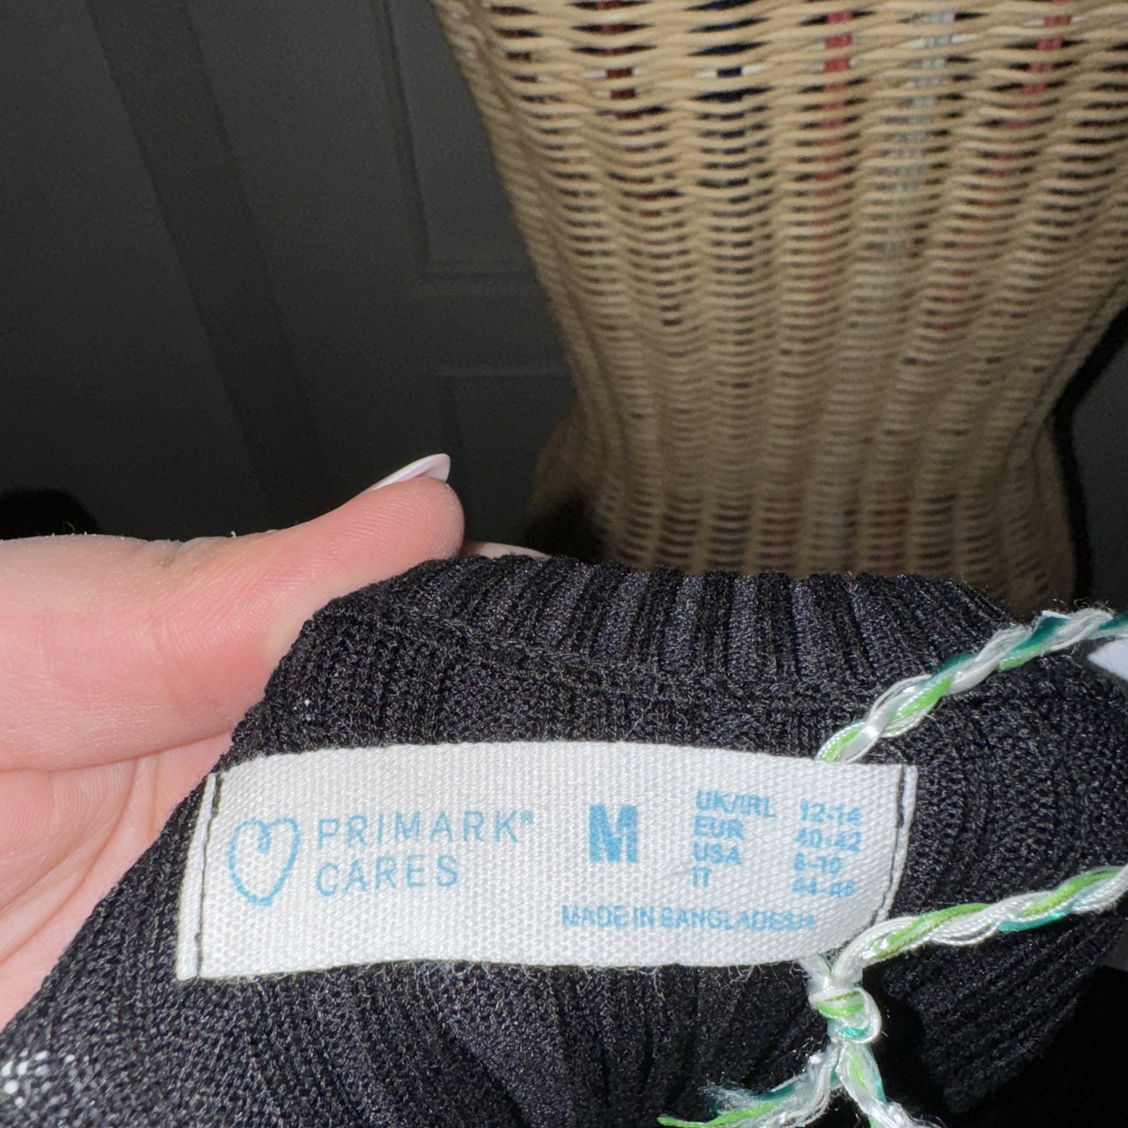 PRIMARK®
CARES
M
UK/IRL 12-14
EUR 40-42
USA 8-10
IT 44-46
MADE IN BANGLADESH